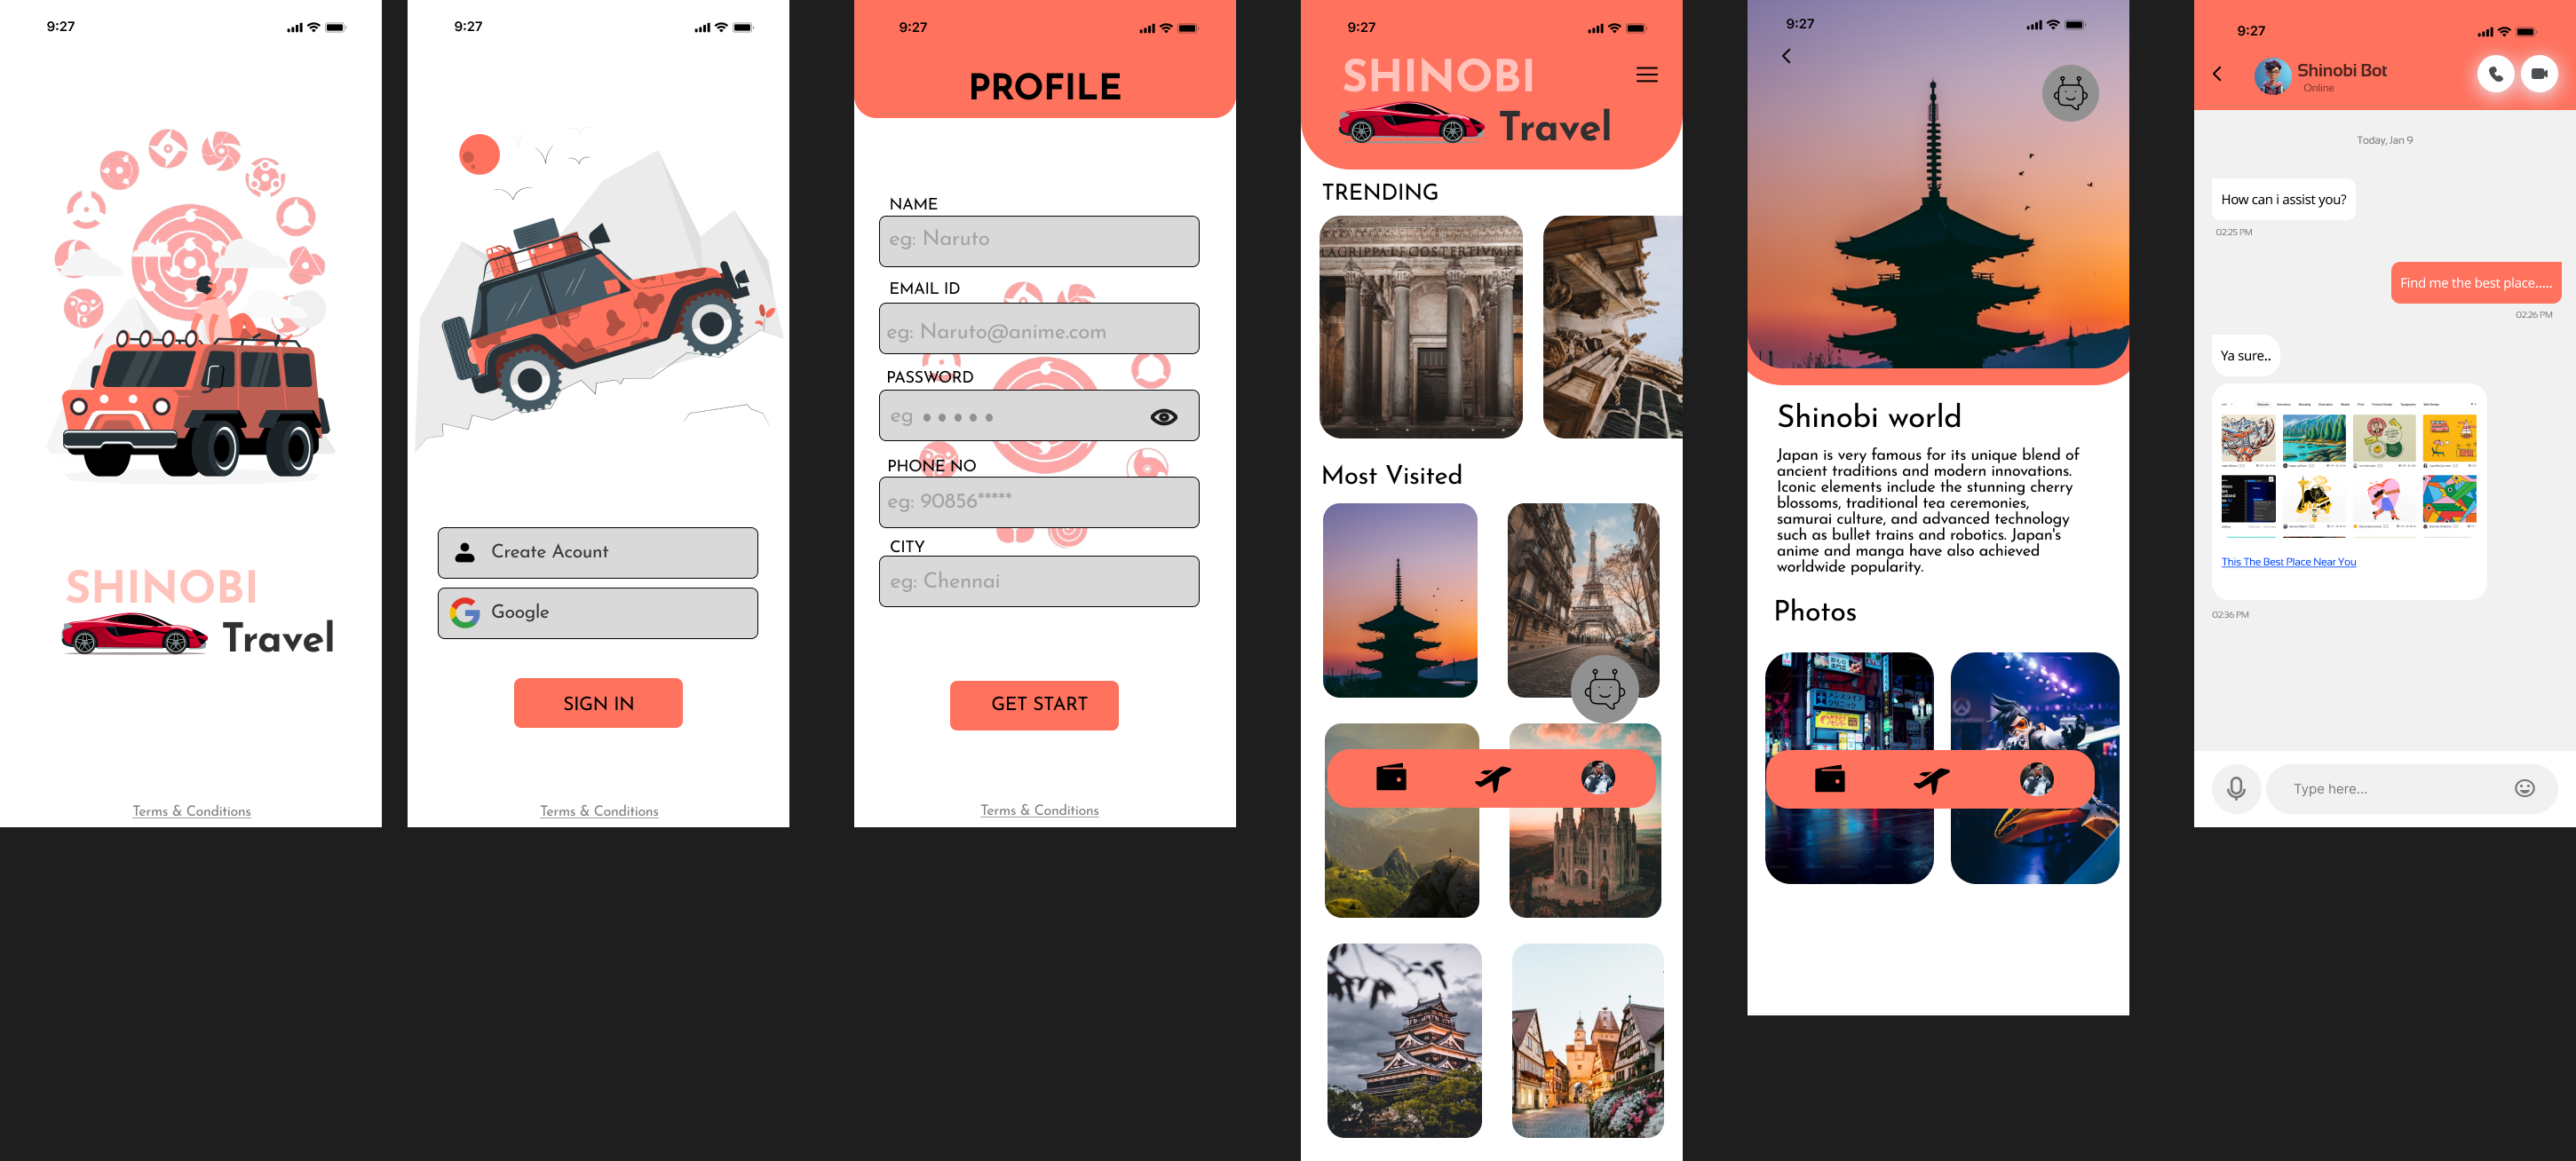 9:27
SHINOBI
Travel
Terms & Conditions
9:27
Create Acount
Google
SIGN IN
Terms & Conditions
9:27
PROFILE
NAME
eg: Naruto
EMAIL ID
eg: Naruto@anime.com
PASSWORD
eg ● ● ● ● ●
PHONE NO
eg: 90856*****
CITY
eg: Chennai
GET START
Terms & Conditions
9:27
SHINOBI
Travel
TRENDING
Most Visited
9:27
Shinobi world
Japan is very famous for its unique blend of
ancient traditions and modern innovations.
Iconic elements include the stunning cherry
blossoms, traditional tea ceremonies,
samurai culture, and advanced technology
such as bullet trains and robotics. Japan's
anime and manga have also achieved
worldwide popularity.
Photos
9:27
Shinobi Bot
Online
Today, Jan 9
How can i assist you?
02:25 PM
Find me the best place.....
02:26 PM
Ya sure..
This The Best Place Near You
02:36 PM
Type here...